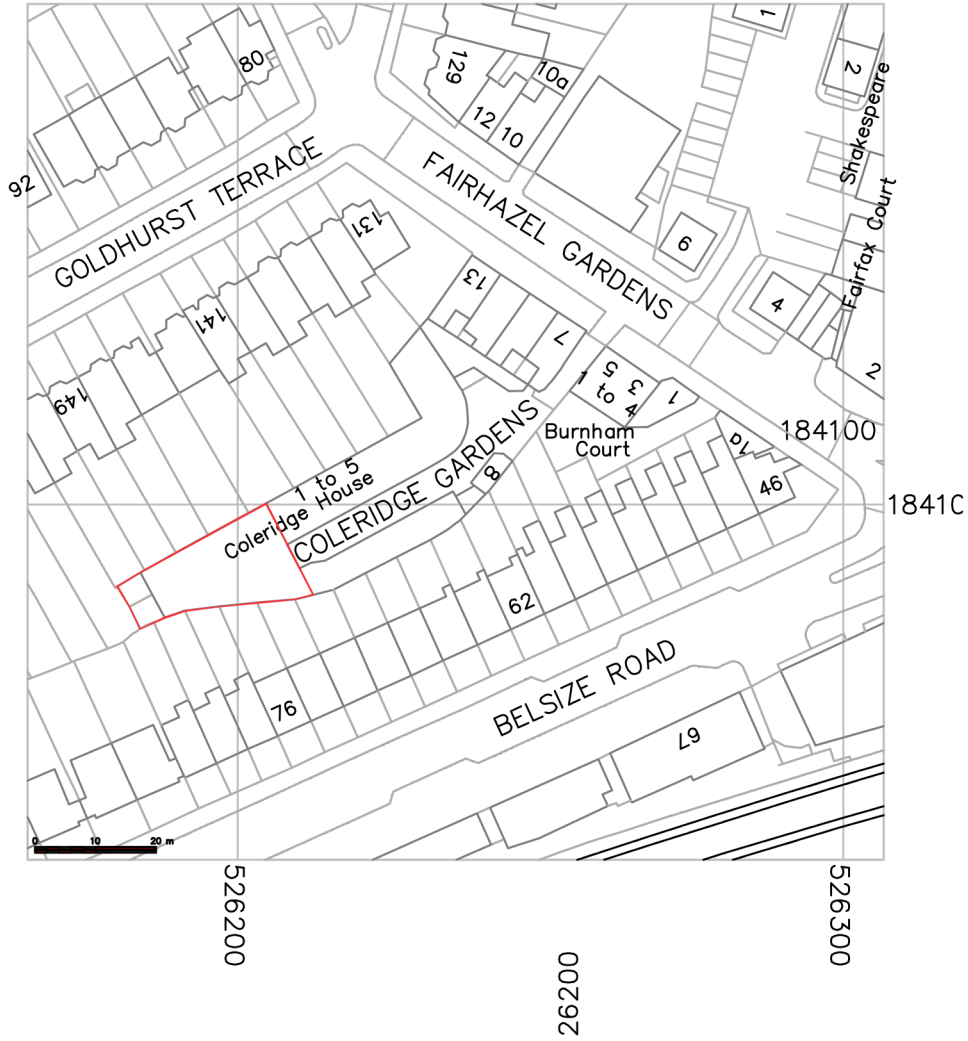 80
129
10a
12
10
1
2
Shakespeare
92
GOLDHURST TERRACE
FAIRHAZEL GARDENS
131
6
Fairfax Court
13
4
141
7
149
5
3
1 to 4
1
2
Burnham
Court
184100
1a
46
1 to 5
Coleridge House
COLERIDGE GARDENS
8
1841C
62
BELSIZE ROAD
76
67
0 10 20 m
526200
526300
00292